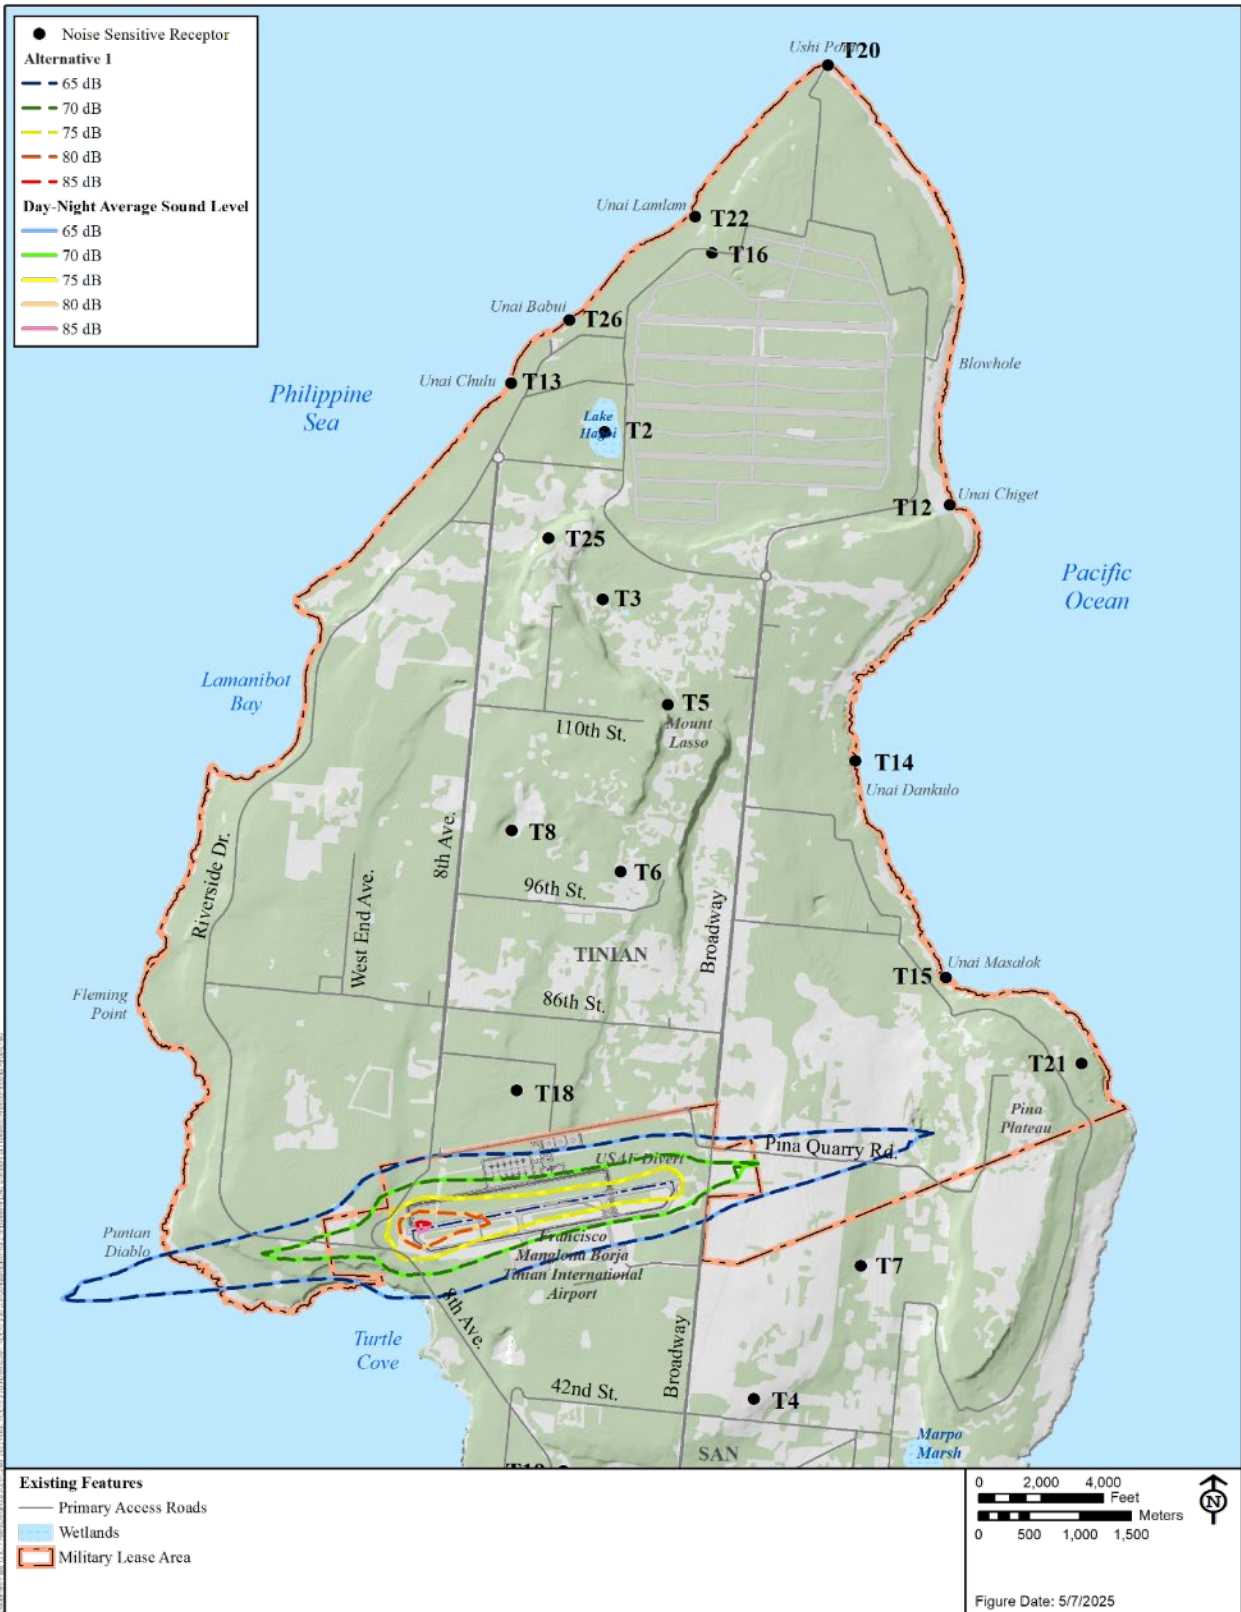 Noise Sensitive Receptor
Alternative 1
65 dB
70 dB
75 dB
80 dB
85 dB
Day-Night Average Sound Level
65 dB
70 dB
75 dB
80 dB
85 dB
Ushi Point
T20
Unai Lamlam
T22
T16
Unai Babui
T26
Unai Chulu
T13
Blowhole
Philippine
Sea
Lake
Hagoi
T2
Unai Chiget
T12
T25
Pacific
Ocean
T3
Lamanibot
Bay
T5
Mount
Lasso
110th St.
T14
Unai Dankulo
T8
8th Ave.
Riverside Dr.
T6
96th St.
West End Ave.
Broadway
TINIAN
Unai Masalok
T15
Fleming
Point
86th St.
T21
T18
Pina
Plateau
Pina Quarry Rd.
USAF Divert
Puntan
Diablo
Francisco
Manglona Borja
Tinian International
Airport
T7
8th Ave.
Turtle
Cove
Broadway
42nd St.
T4
Marpo
Marsh
SAN
Existing Features
Primary Access Roads
Wetlands
Military Lease Area
0 2,000 4,000
Feet
Meters
0 500 1,000 1,500
N
Figure Date: 5/7/2025